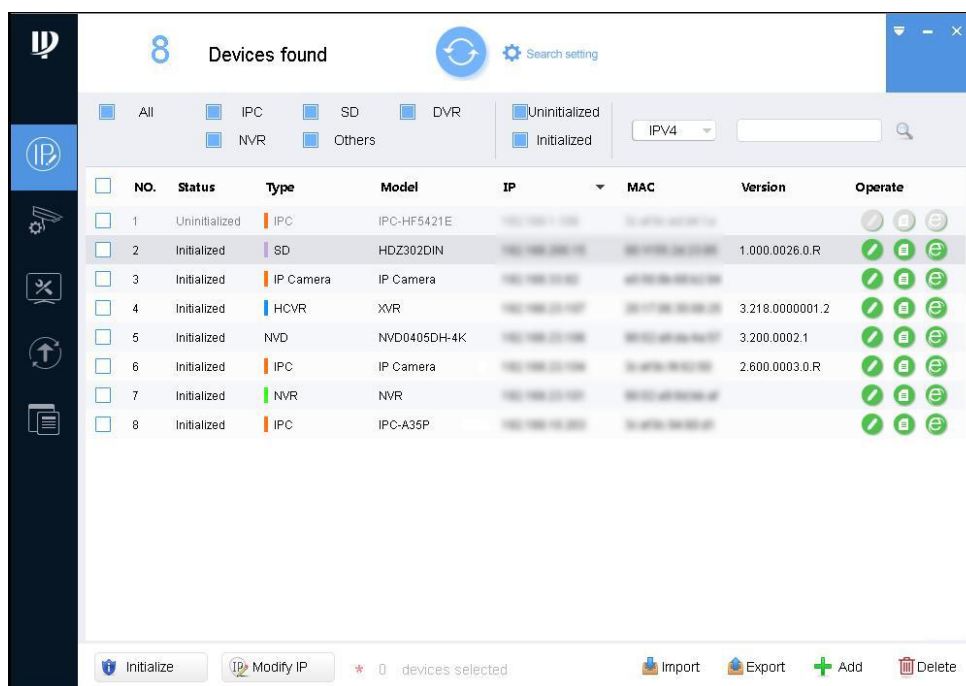 8 Devices found Search setting
All IPC SD DVR Uninitialized
NVR Others Initialized IPV4
NO. Status Type Model IP MAC Version Operate
1 Uninitialized IPC IPC-HF5421E
2 Initialized SD HDZ302DIN 1.000.0026.0.R
3 Initialized IP Camera IP Camera
4 Initialized HCVR XVR 3.218.0000001.2
5 Initialized NVD NVD0405DH-4K 3.200.0002.1
6 Initialized IPC IP Camera 2.600.0003.0.R
7 Initialized NVR NVR
8 Initialized IPC IPC-A35P
Initialize IP Modify IP * 0 devices selected Import Export Add Delete